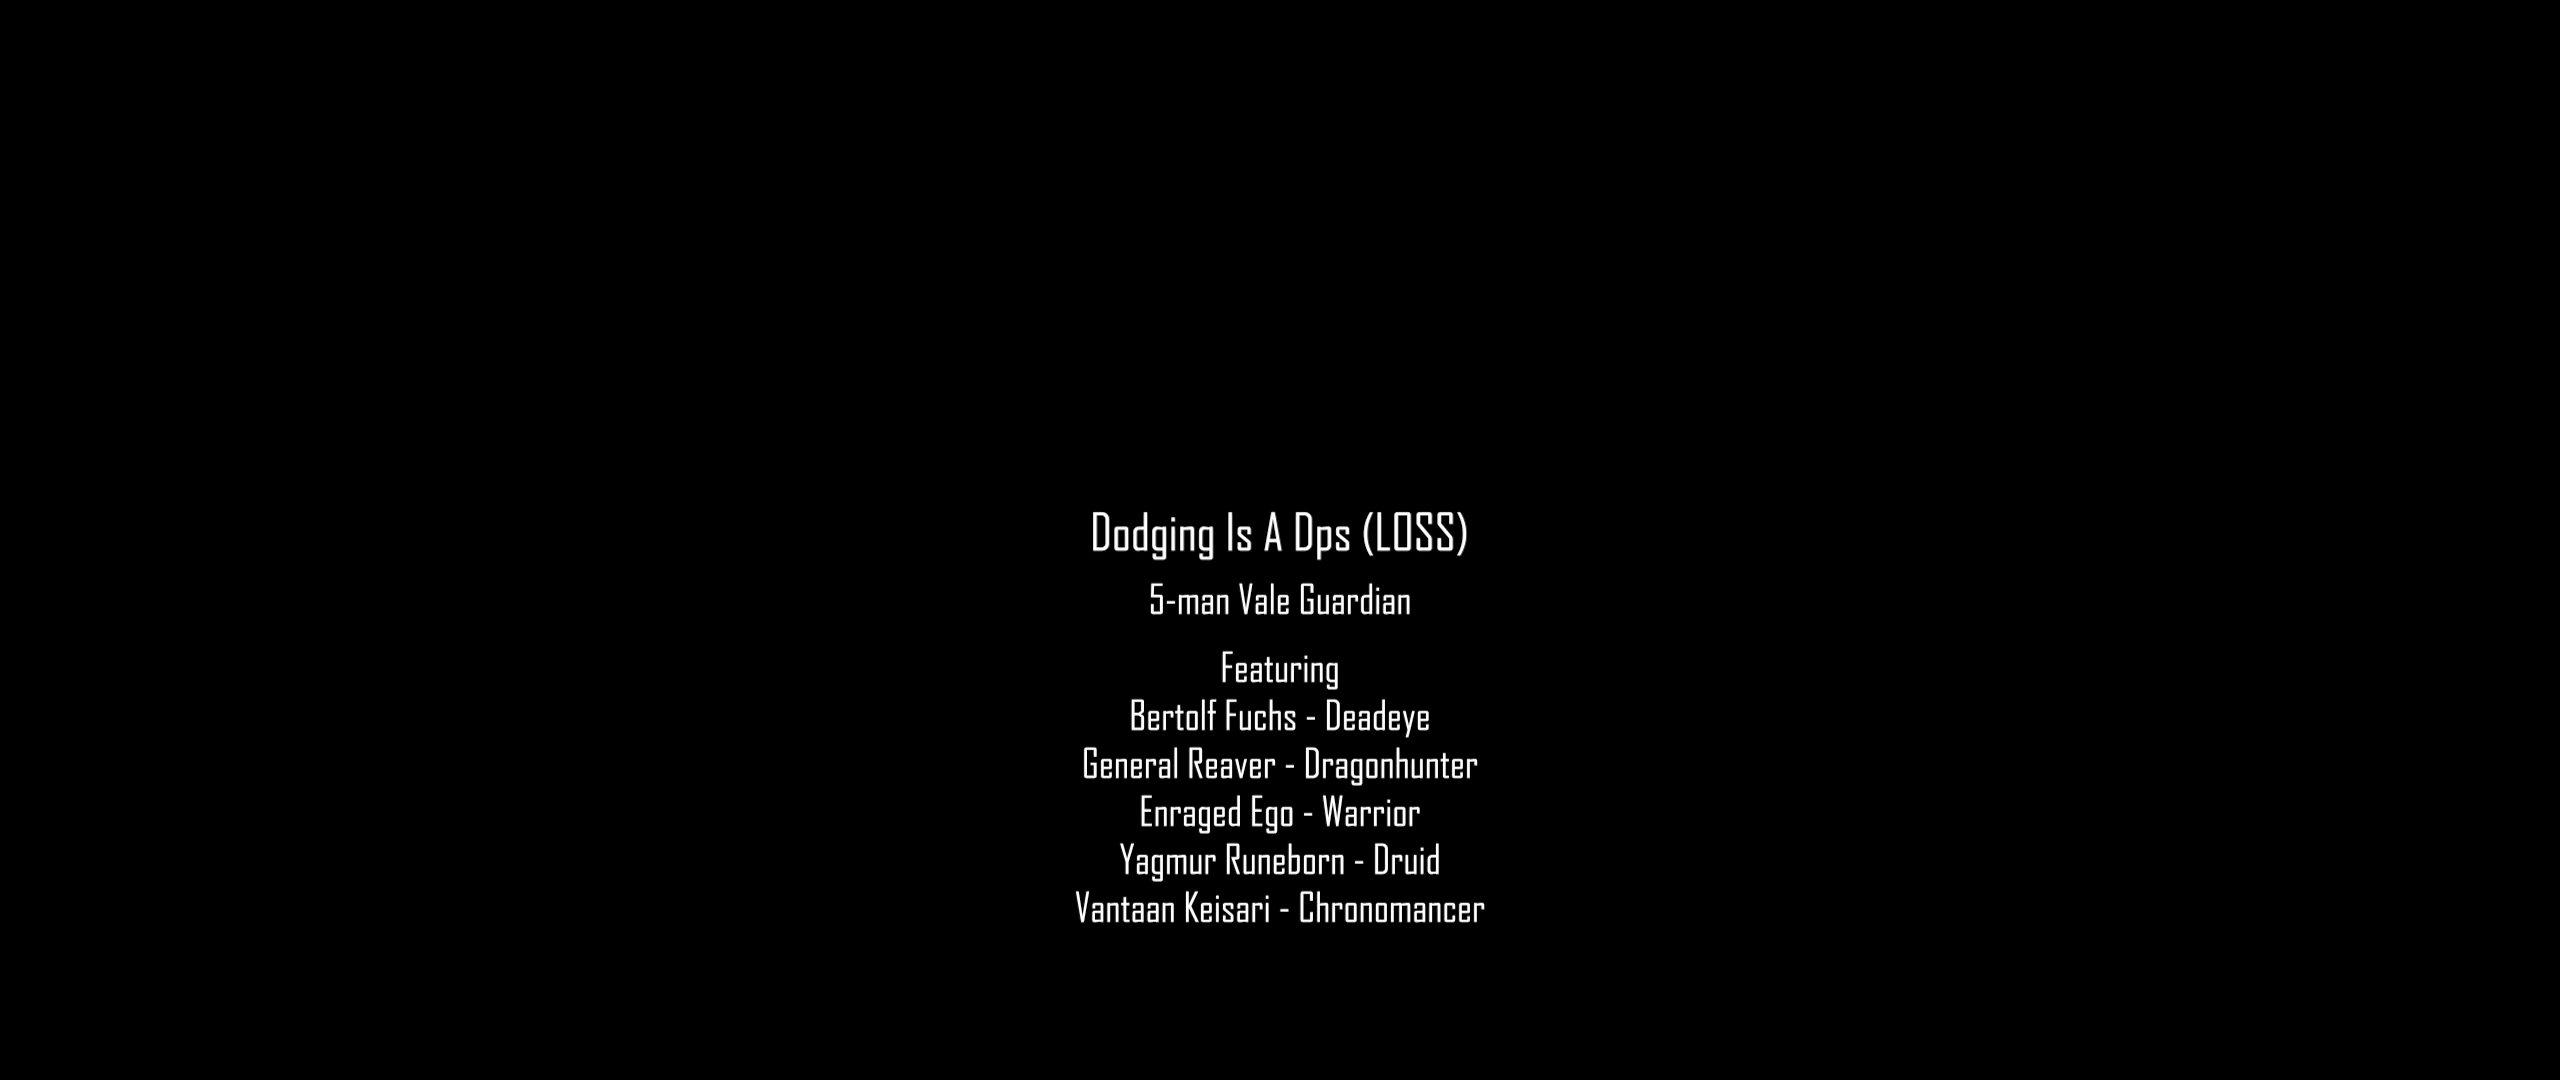 Dodging Is A Dps (LOSS)
5-man Vale Guardian
Featuring
Bertolf Fuchs - Deadeye
General Reaver - Dragonhunter
Enraged Ego - Warrior
Yagmur Runeborn - Druid
Vantaan Keisari - Chronomancer